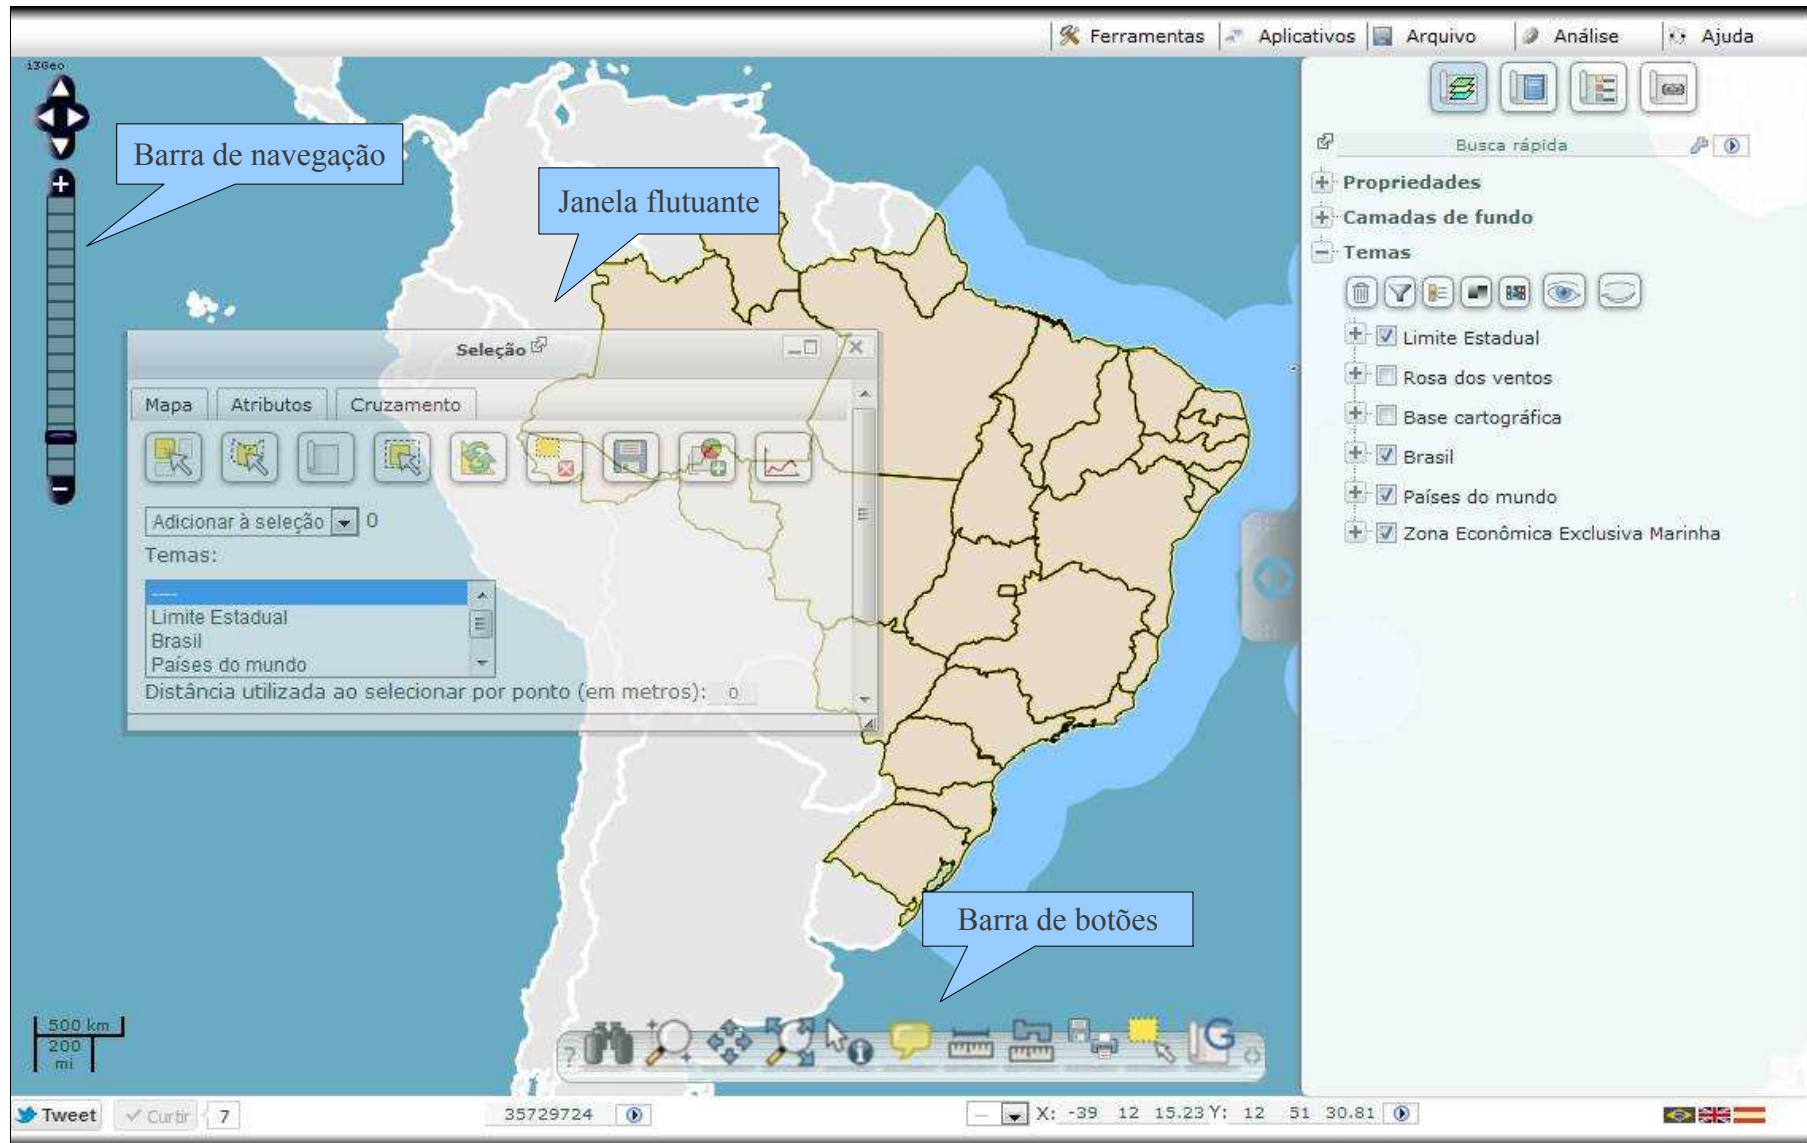 Ferramentas Aplicativos Arquivo Análise Ajuda
i3Geo
Barra de navegação
Janela flutuante
Busca rápida
Propriedades
Camadas de fundo
Temas
Limite Estadual
Rosa dos ventos
Base cartográfica
Brasil
Países do mundo
Zona Econômica Exclusiva Marinha
Seleção
Mapa Atributos Cruzamento
Adicionar à seleção 0
Temas:
----
Limite Estadual
Brasil
Países do mundo
Distância utilizada ao selecionar por ponto (em metros): 0
Barra de botões
500 km
200
mi
?
G
Tweet Curtir 7 35729724 X: -39 12 15.23 Y: 12 51 30.81